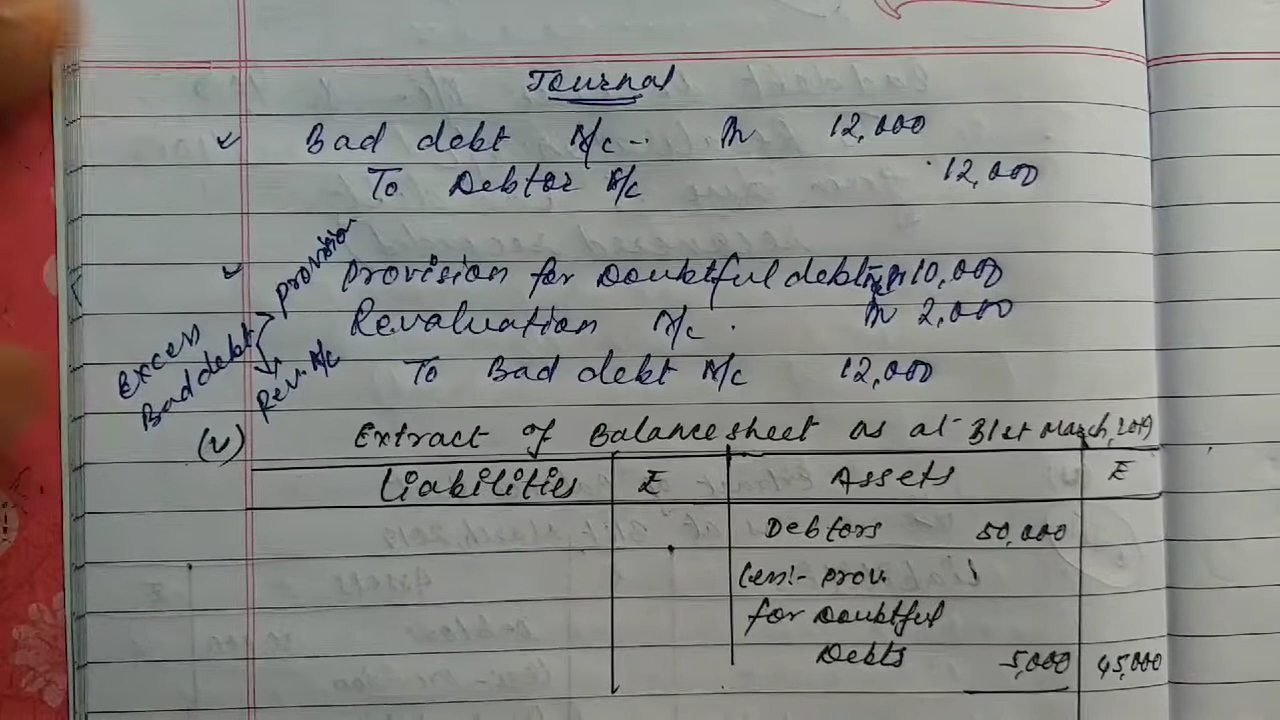 Journal
Bad debt A/c -- Dr 12,000
To Debtor A/c 12,000
Provision for Doubtful debt A/c Dr 10,000
Revaluation A/c. Dr 2,000
To Bad debt A/c 12,000
Excess
Bad debt
provision
Rev. A/c
(v) Extract of Balance sheet as at 31st March, 2019
Liabilities ₹ Assets ₹
Debtors 50,000
Less:- prov.
for Doubtful
Debts 5,000 45,000